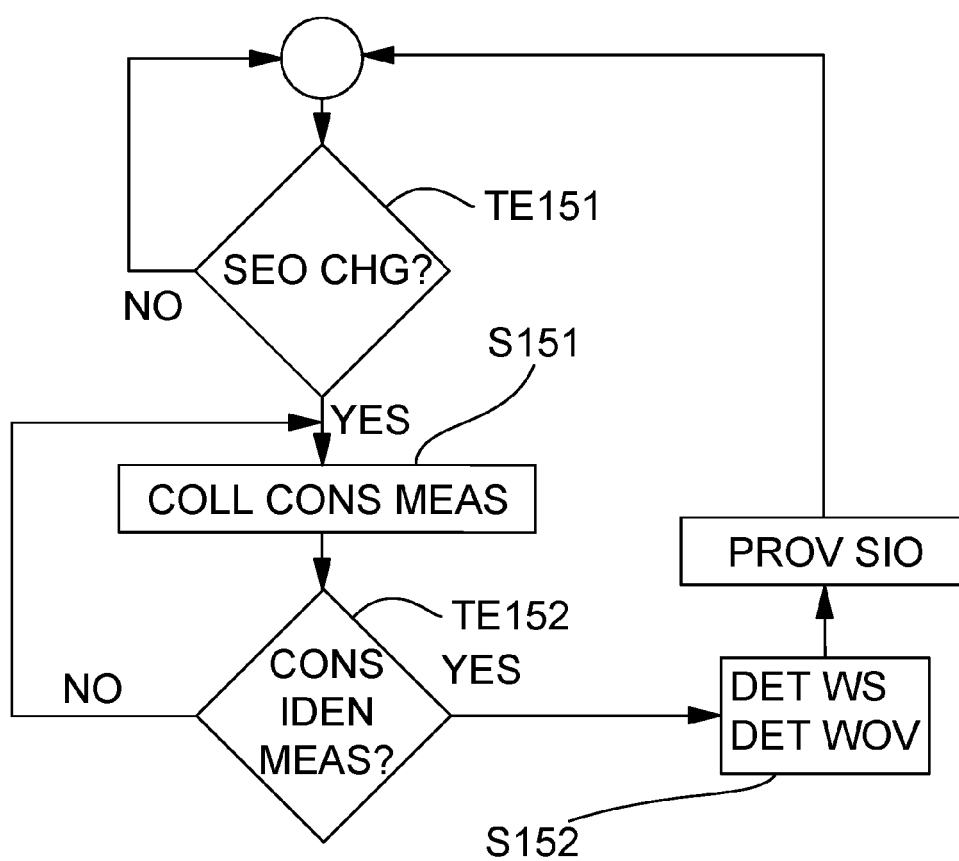 TE151
SEO CHG?
NO
S151
YES
COLL CONS MEAS
PROV SIO
TE152
CONS
IDEN
MEAS?
YES
NO
DET WS
DET WOV
S152